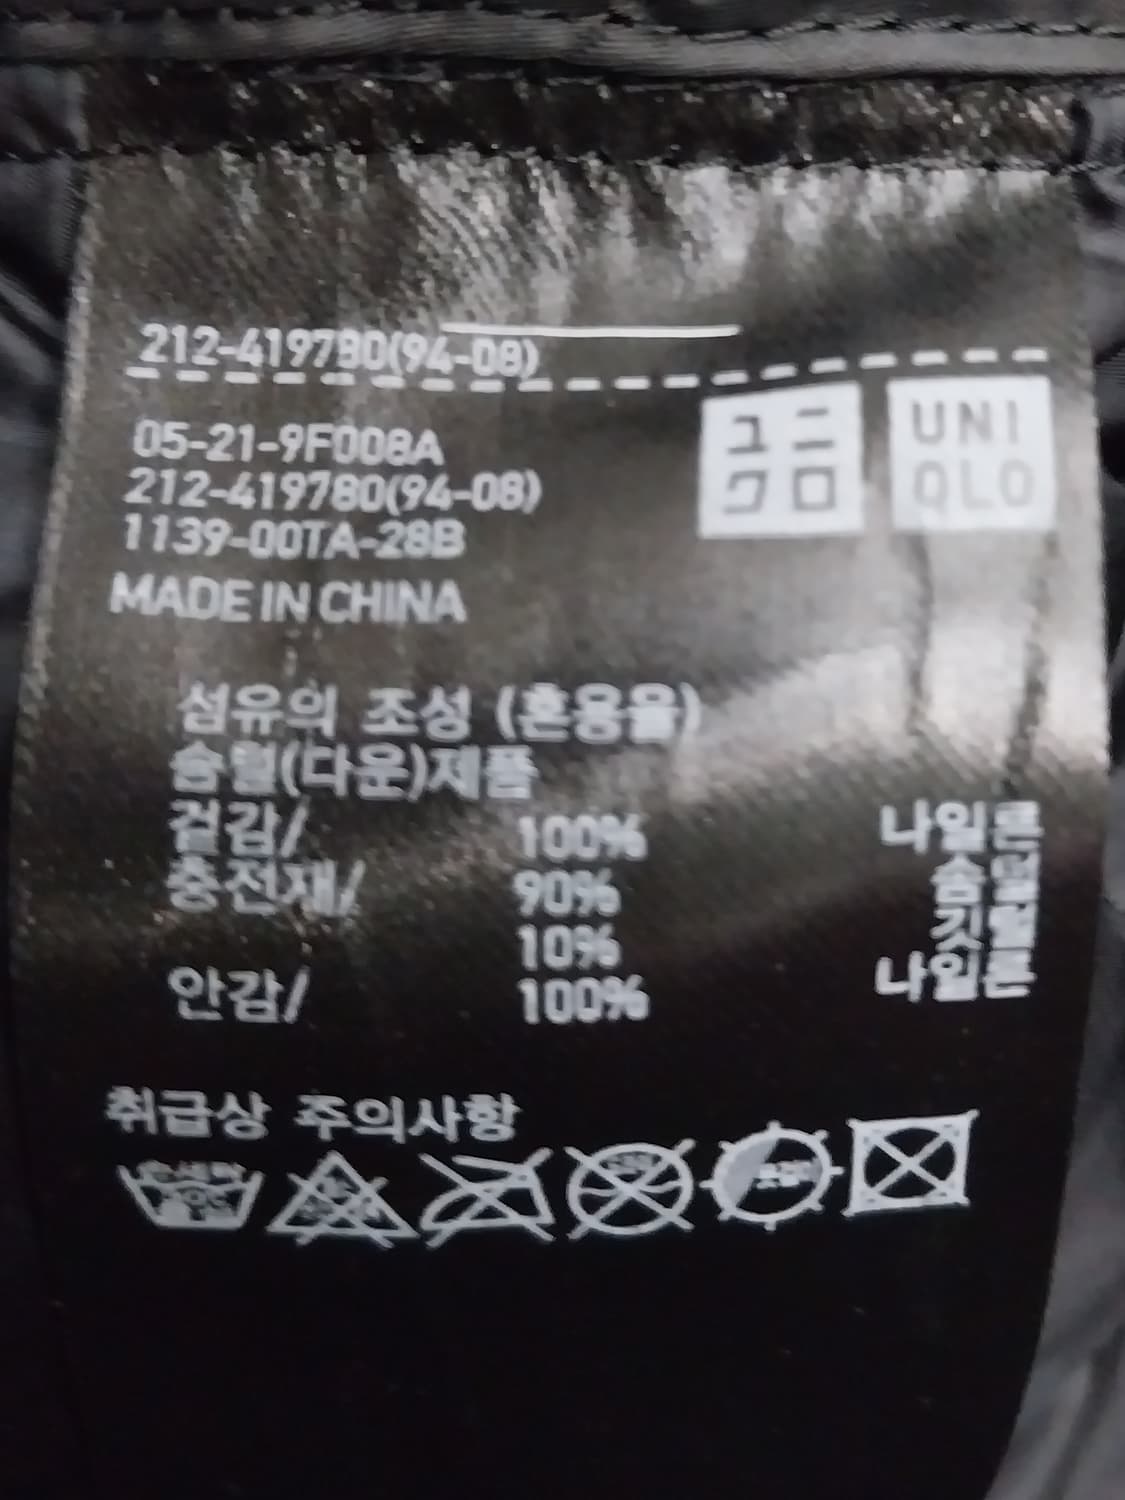 212-419780(94-08)
05-21-9F008A
212-419780(94-08)
1139-00TA-28B
MADE IN CHINA
ユニ
クロ
UNI
QLO
섬유의 조성 (혼용율)
솜털(다운)제품
겉감/ 100% 나일론
충전재/ 90% 솜털
10% 깃털
안감/ 100% 나일론
취급상 주의사항